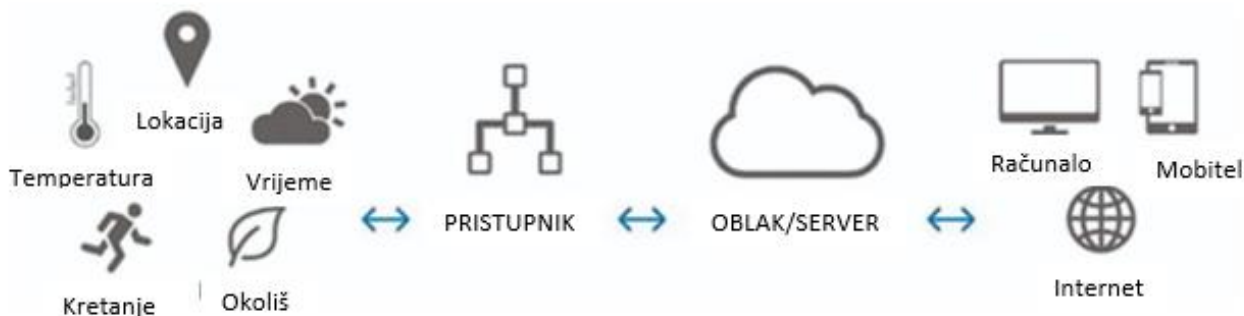 Lokacija
Temperatura
Vrijeme
Kretanje
Okoliš
PRISTUPNIK
OBLAK/SERVER
Računalo
Mobitel
Internet